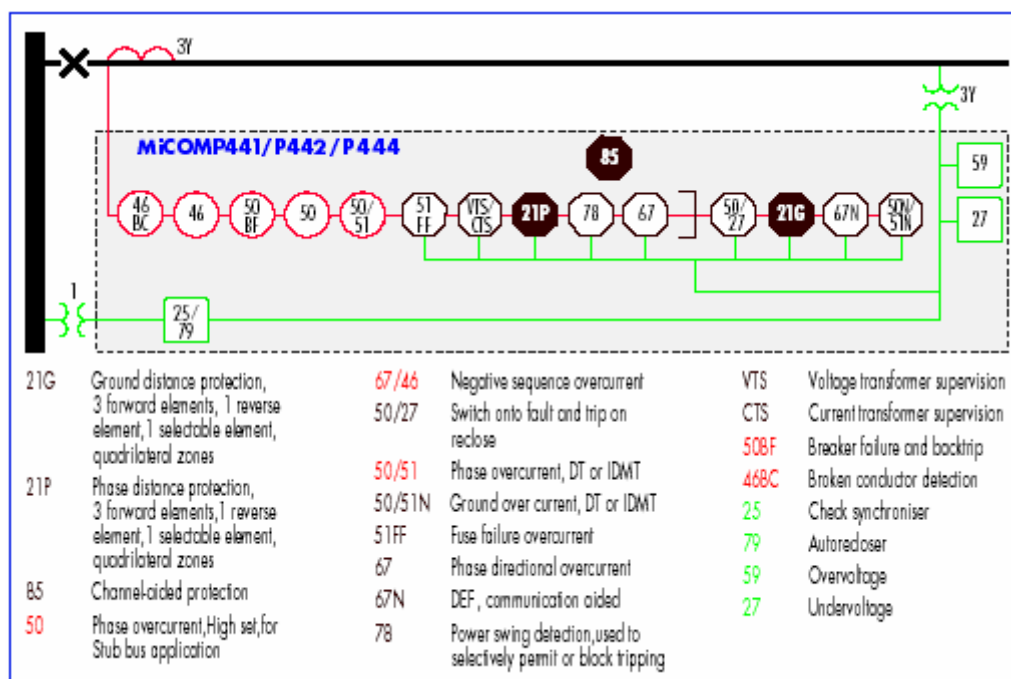 3Y
3Y
MiCOMP441/P442/P444
85
59
46
BC
46
50
BF
50
50/
51
51
FF
VTS/
CTS
21P
78
67
50/
27
21G
67N
50N/
51N
27
1
25/
79
21G Ground distance protection,
3 forward elements, 1 reverse
element,1 selectable element,
quadrilateral zones
21P Phase distance protection,
3 forward elements,1 reverse
element,1 selectable element,
quadrilateral zones
85 Channel-aided protection
50 Phase overcurrent,High set,for
Stub bus application
67/46 Negative sequence overcurrent
50/27 Switch onto fault and trip on
reclose
50/51 Phase overcurrent, DT or IDMT
50/51N Ground over current, DT or IDMT
51FF Fuse failure overcurrent
67 Phase directional overcurrent
67N DEF, communication aided
78 Power swing detection,used to
selectively permit or block tripping
VTS Voltage transformer supervision
CTS Current transformer supervision
50BF Breaker failure and backtrip
46BC Broken conductor detection
25 Check synchroniser
79 Autorecloser
59 Overvoltage
27 Undervoltage